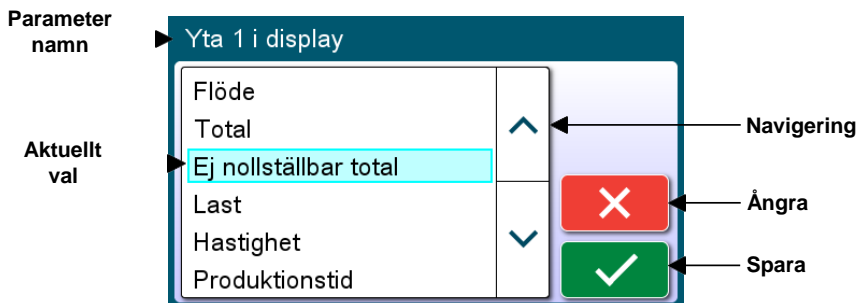 Parameter
namn
Yta 1 i display
Flöde
Total
Aktuellt
val
Ej nollställbar total
Last
Hastighet
Produktionstid
Navigering
Ångra
Spara